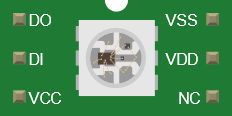 DO VSS
DI VDD
VCC NC